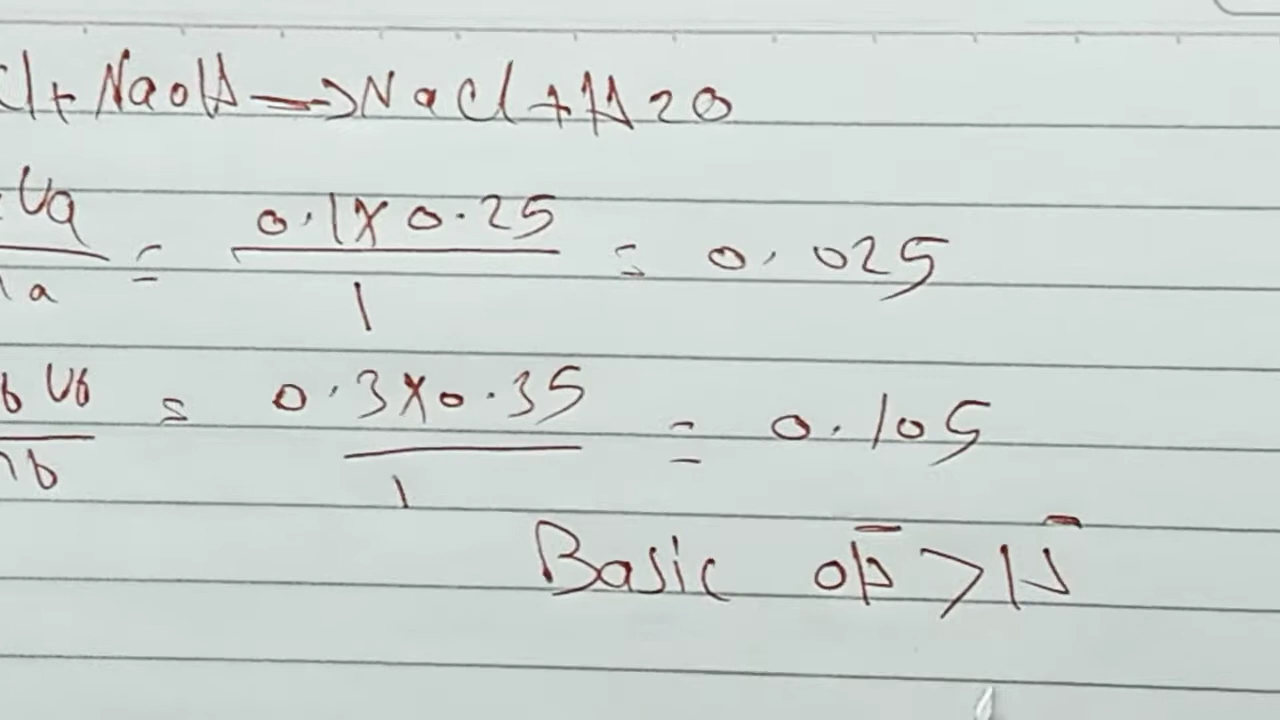 Cl + NaOH ⟶ NaCl + H2O
Va / a = 0.1 X 0.25 / 1 = 0.025
b Vb / b = 0.3 X 0.35 / 1 = 0.105
Basic OH⁻ > H⁻